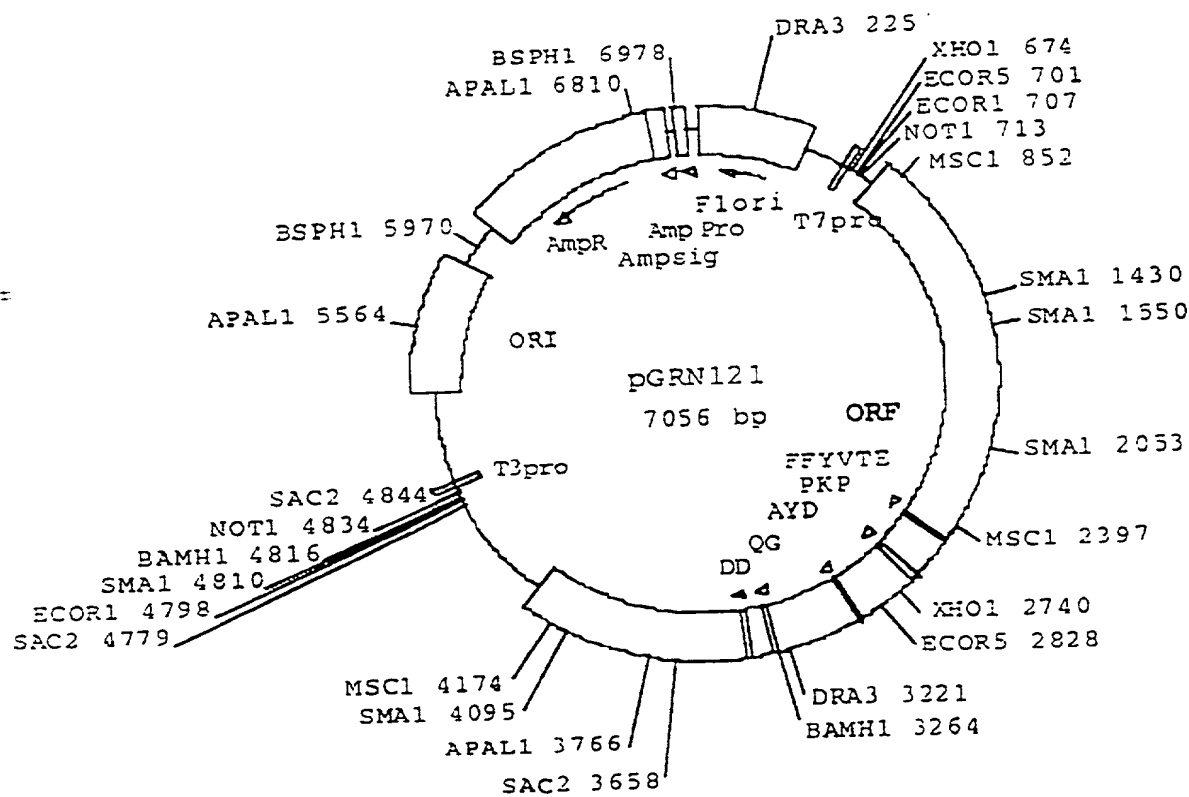 DRA3 225
XHO1 674
ECOR5 701
ECOR1 707
NOT1 713
MSC1 852
BSPH1 6978
APAL1 6810
BSPH1 5970
APAL1 5564
F1ori
T7pro
Amp Pro
AmpR
Ampsig
ORI
SMA1 1430
SMA1 1550
pGRN121
7056 bp
ORF
SMA1 2053
FFYVTE
PKP
AYD
QG
DD
T3pro
MSC1 2397
XHO1 2740
ECOR5 2828
DRA3 3221
BAMH1 3264
SAC2 4844
NOT1 4834
BAMH1 4816
SMA1 4810
ECOR1 4798
SAC2 4779
MSC1 4174
SMA1 4095
APAL1 3766
SAC2 3658